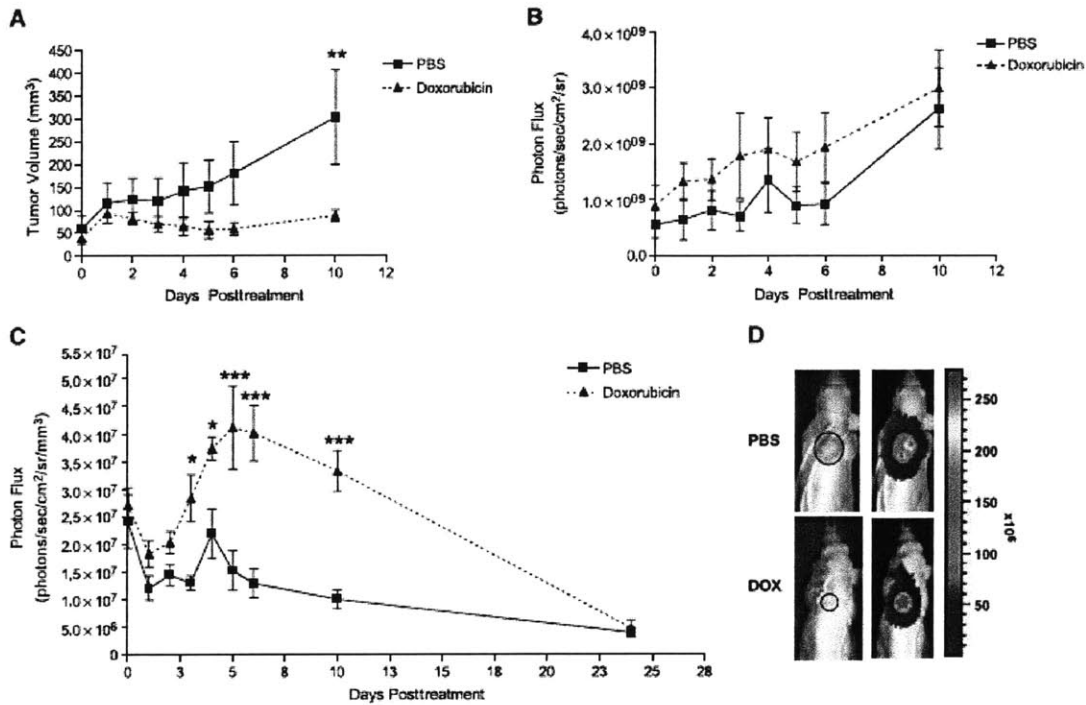 A
450
400
350
300
250
200
150
100
50
0
Tumor Volume (mm³)
**
PBS
Doxorubicin
0 2 4 6 8 10 12
Days Posttreatment
B
4.0×10⁰⁹
3.0×10⁰⁹
2.0×10⁰⁹
1.0×10⁰⁹
0.0
Photon Flux
(photons/sec/cm²/sr)
PBS
Doxorubicin
0 2 4 6 8 10 12
Days Posttreatment
C
5.5×10⁷
5.0×10⁷
4.5×10⁷
4.0×10⁷
3.5×10⁷
3.0×10⁷
2.5×10⁷
2.0×10⁷
1.5×10⁷
1.0×10⁷
5.0×10⁶
0
Photon Flux
(photons/sec/cm²/sr/mm³)
* * *** *** ***
PBS
Doxorubicin
0 3 5 8 10 13 15 18 20 23 25 28
Days Posttreatment
D
PBS
DOX
250
200
150
100
50
x10⁶